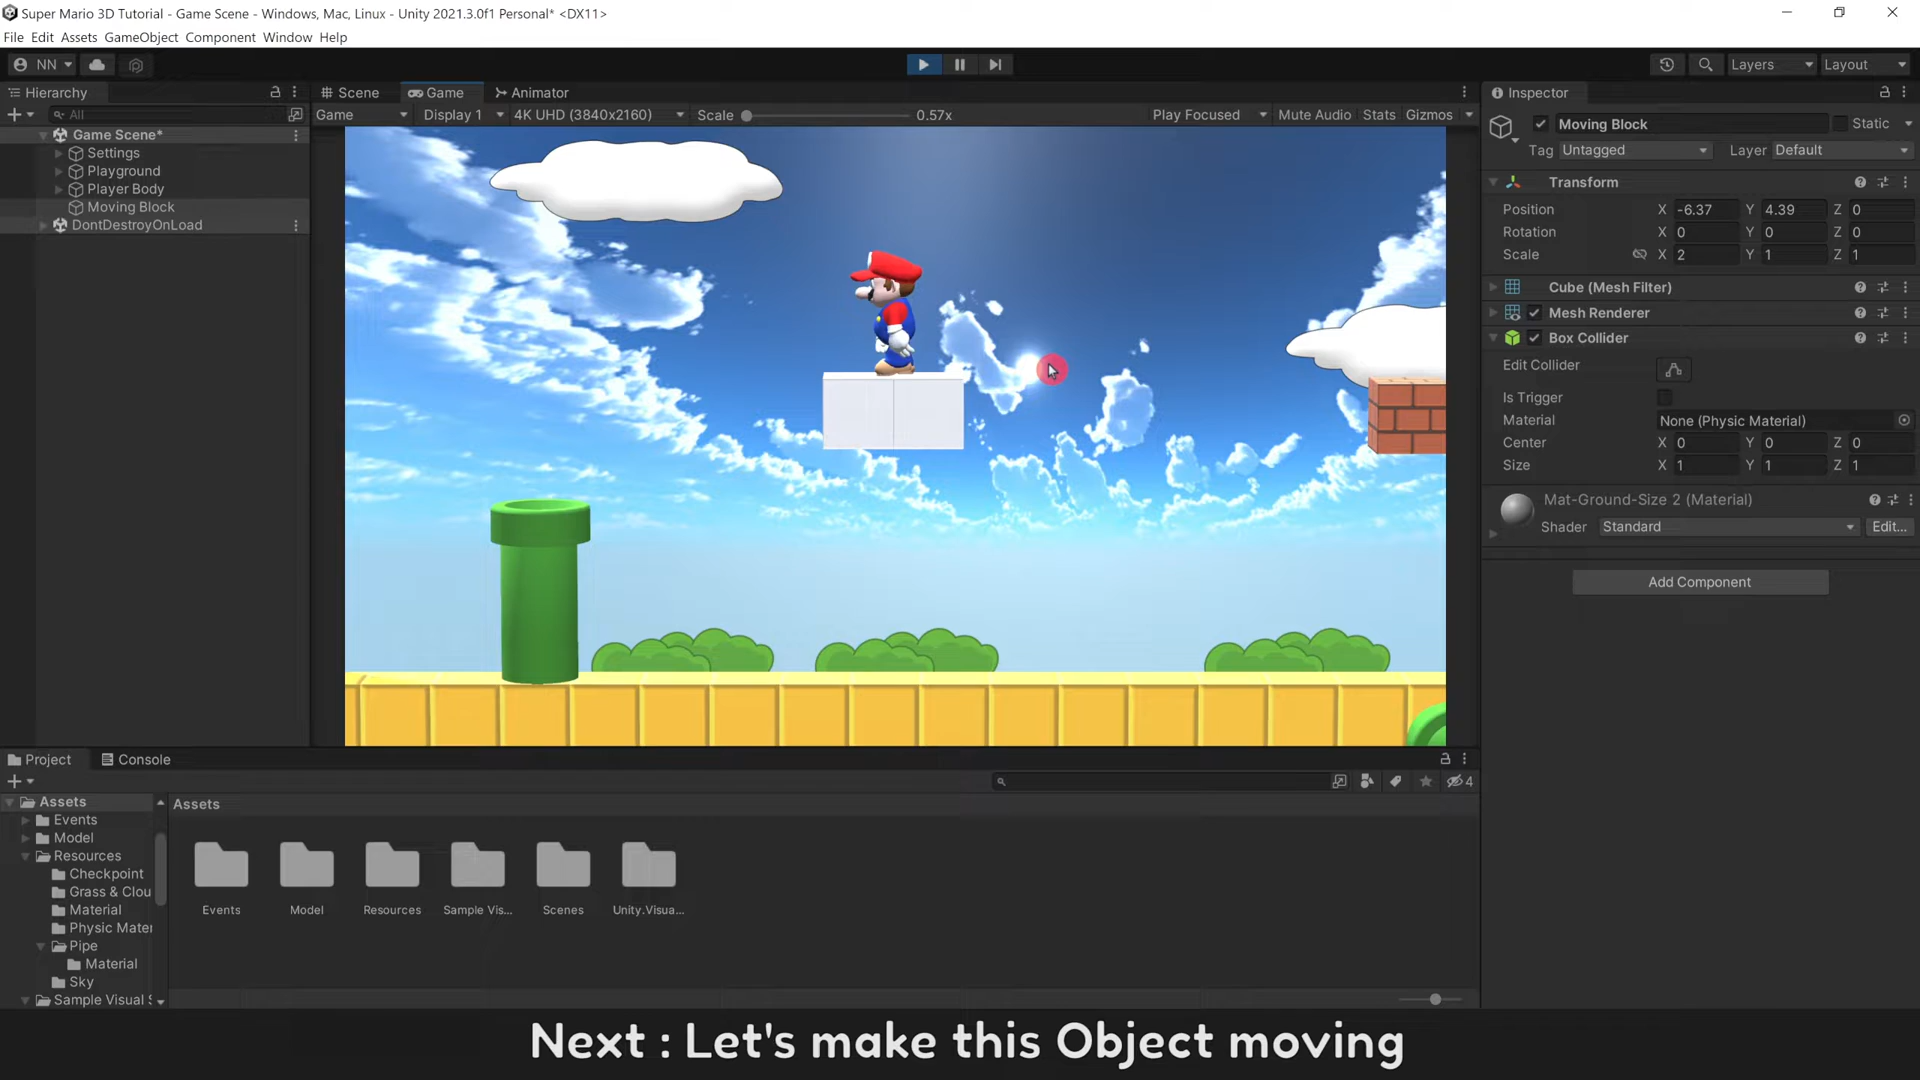 Super Mario 3D Tutorial - Game Scene - Windows, Mac, Linux - Unity 2021.3.0f1 Personal* <DX11>
File Edit Assets GameObject Component Window Help
NN
Layers
Layout
Hierarchy
All
Game Scene*
Settings
Playground
Player Body
Moving Block
DontDestroyOnLoad
Scene
Game
Animator
Game
Display 1
4K UHD (3840x2160)
Scale
0.57x
Play Focused
Mute Audio
Stats
Gizmos
Inspector
Moving Block
Static
Tag Untagged
Layer Default
Transform
Position X -6.37 Y 4.39 Z 0
Rotation X 0 Y 0 Z 0
Scale X 2 Y 1 Z 1
Cube (Mesh Filter)
Mesh Renderer
Box Collider
Edit Collider
Is Trigger
Material None (Physic Material)
Center X 0 Y 0 Z 0
Size X 1 Y 1 Z 1
Mat-Ground-Size 2 (Material)
Shader Standard Edit...
Add Component
Project
Console
4
Assets
Events
Model
Resources
Checkpoint
Grass & Clou
Material
Physic Mater
Pipe
Material
Sky
Sample Visual S
Assets
Events
Model
Resources
Sample Vis...
Scenes
Unity.Visua...
Next : Let's make this Object moving